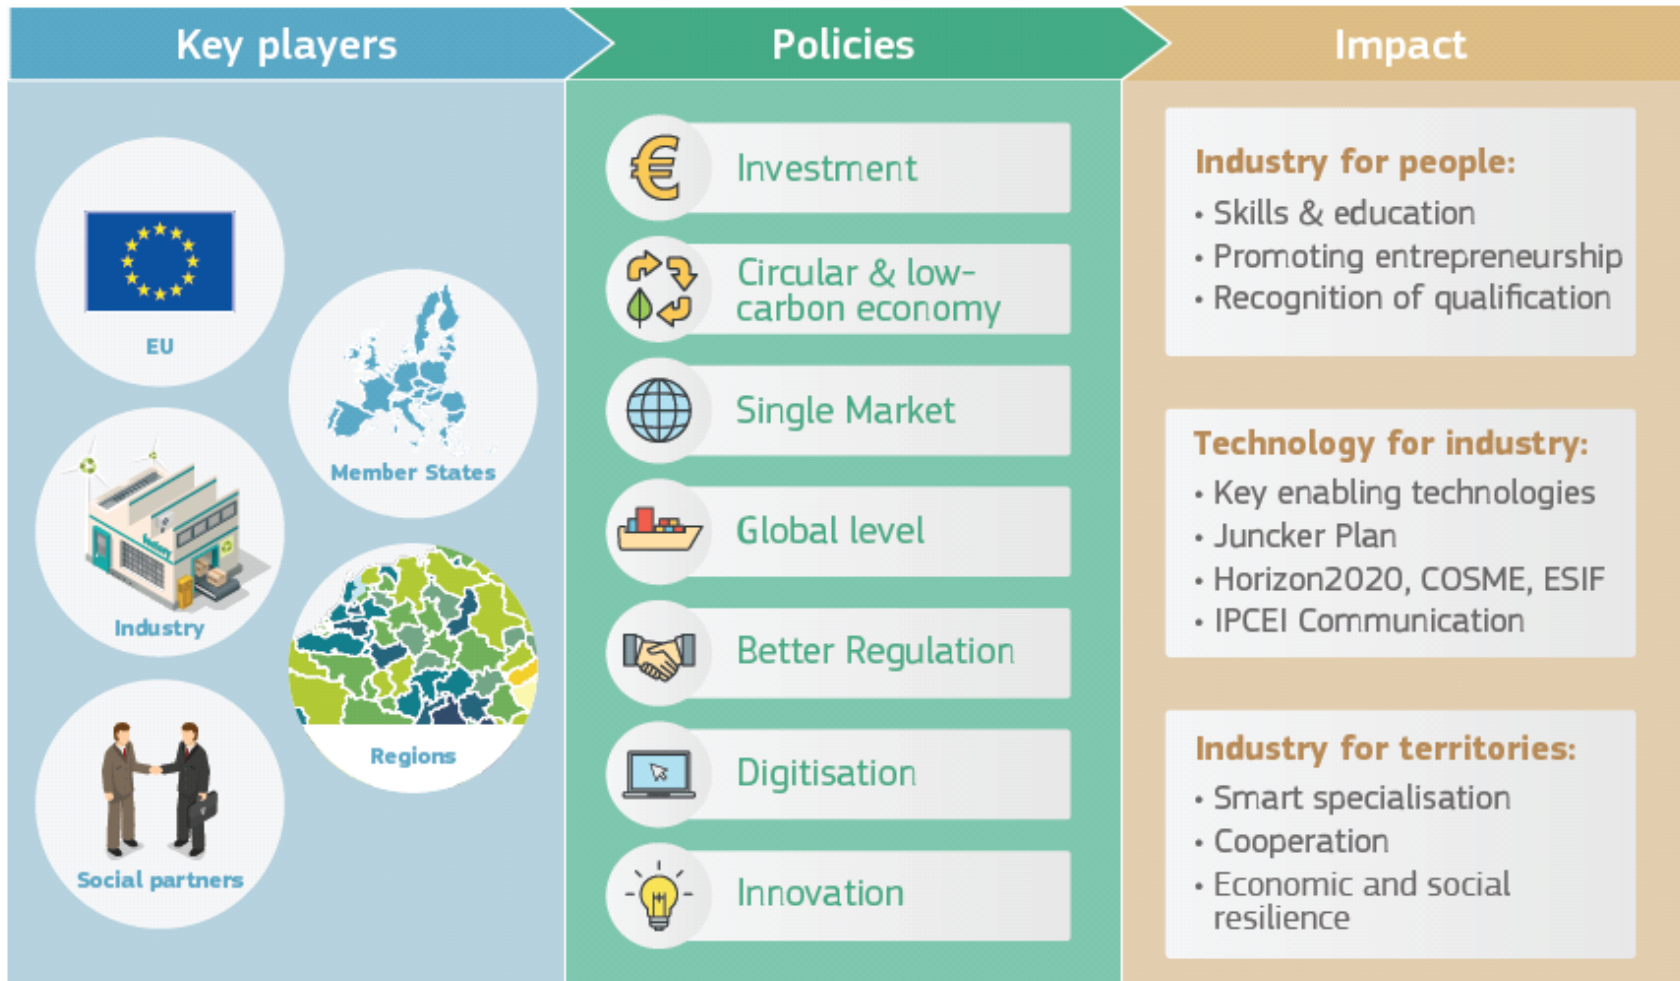 Key players
EU
Member States
Industry
Regions
Social partners
Policies
€
Investment
Circular & low-
carbon economy
Single Market
Global level
Better Regulation
Digitisation
Innovation
Impact
Industry for people:
• Skills & education
• Promoting entrepreneurship
• Recognition of qualification
Technology for industry:
• Key enabling technologies
• Juncker Plan
• Horizon2020, COSME, ESIF
• IPCEI Communication
Industry for territories:
• Smart specialisation
• Cooperation
• Economic and social
resilience